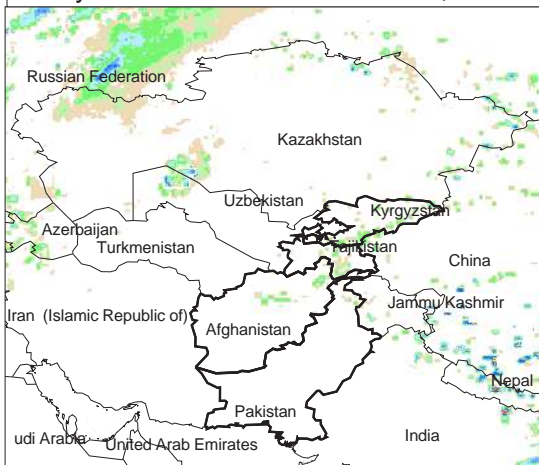 Russian Federation
Kazakhstan
Uzbekistan
Kyrgyzstan
Azerbaijan
Turkmenistan
Tajikistan
China
Iran (Islamic Republic of)
Jammu Kashmir
Afghanistan
Nepal
Pakistan
udi Arabia
United Arab Emirates
India